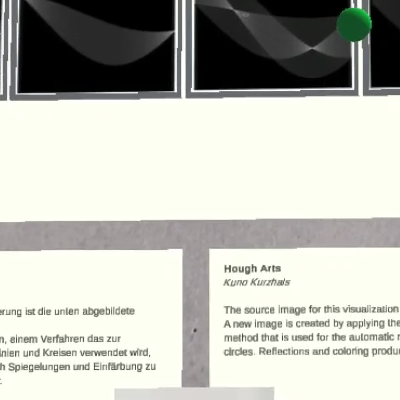 erung ist die unten abgebildete
n, einem Verfahren das zur
inien und Kreisen verwendet wird,
h Spiegelungen und Einfärbung zu
Hough Arts
Kuno Kurzhals
The source image for this visualization
A new image is created by applying the
method that is used for the automatic r
circles. Reflections and coloring produ